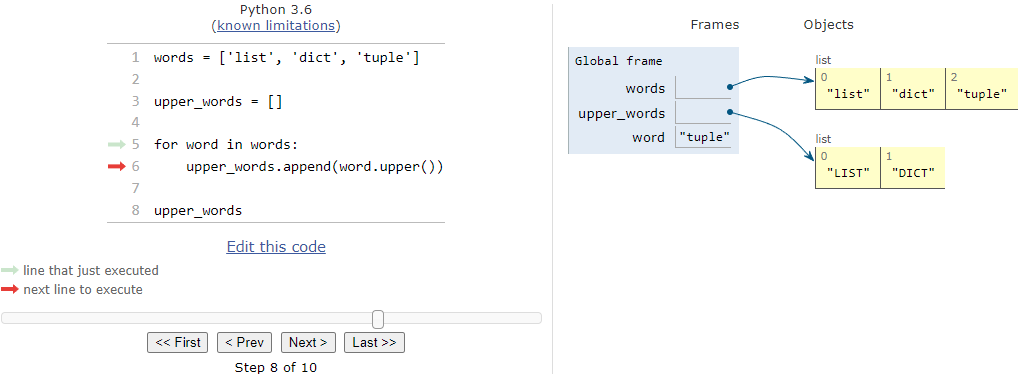 Python 3.6
(known limitations)
1 words = ['list', 'dict', 'tuple']
2
3 upper_words = []
4
5 for word in words:
6     upper_words.append(word.upper())
7
8 upper_words
Edit this code
line that just executed
next line to execute
<< First < Prev Next > Last >>
Step 8 of 10
Frames Objects
Global frame
words
upper_words
word "tuple"
list
0 1 2
"list" "dict" "tuple"
list
0 1
"LIST" "DICT"